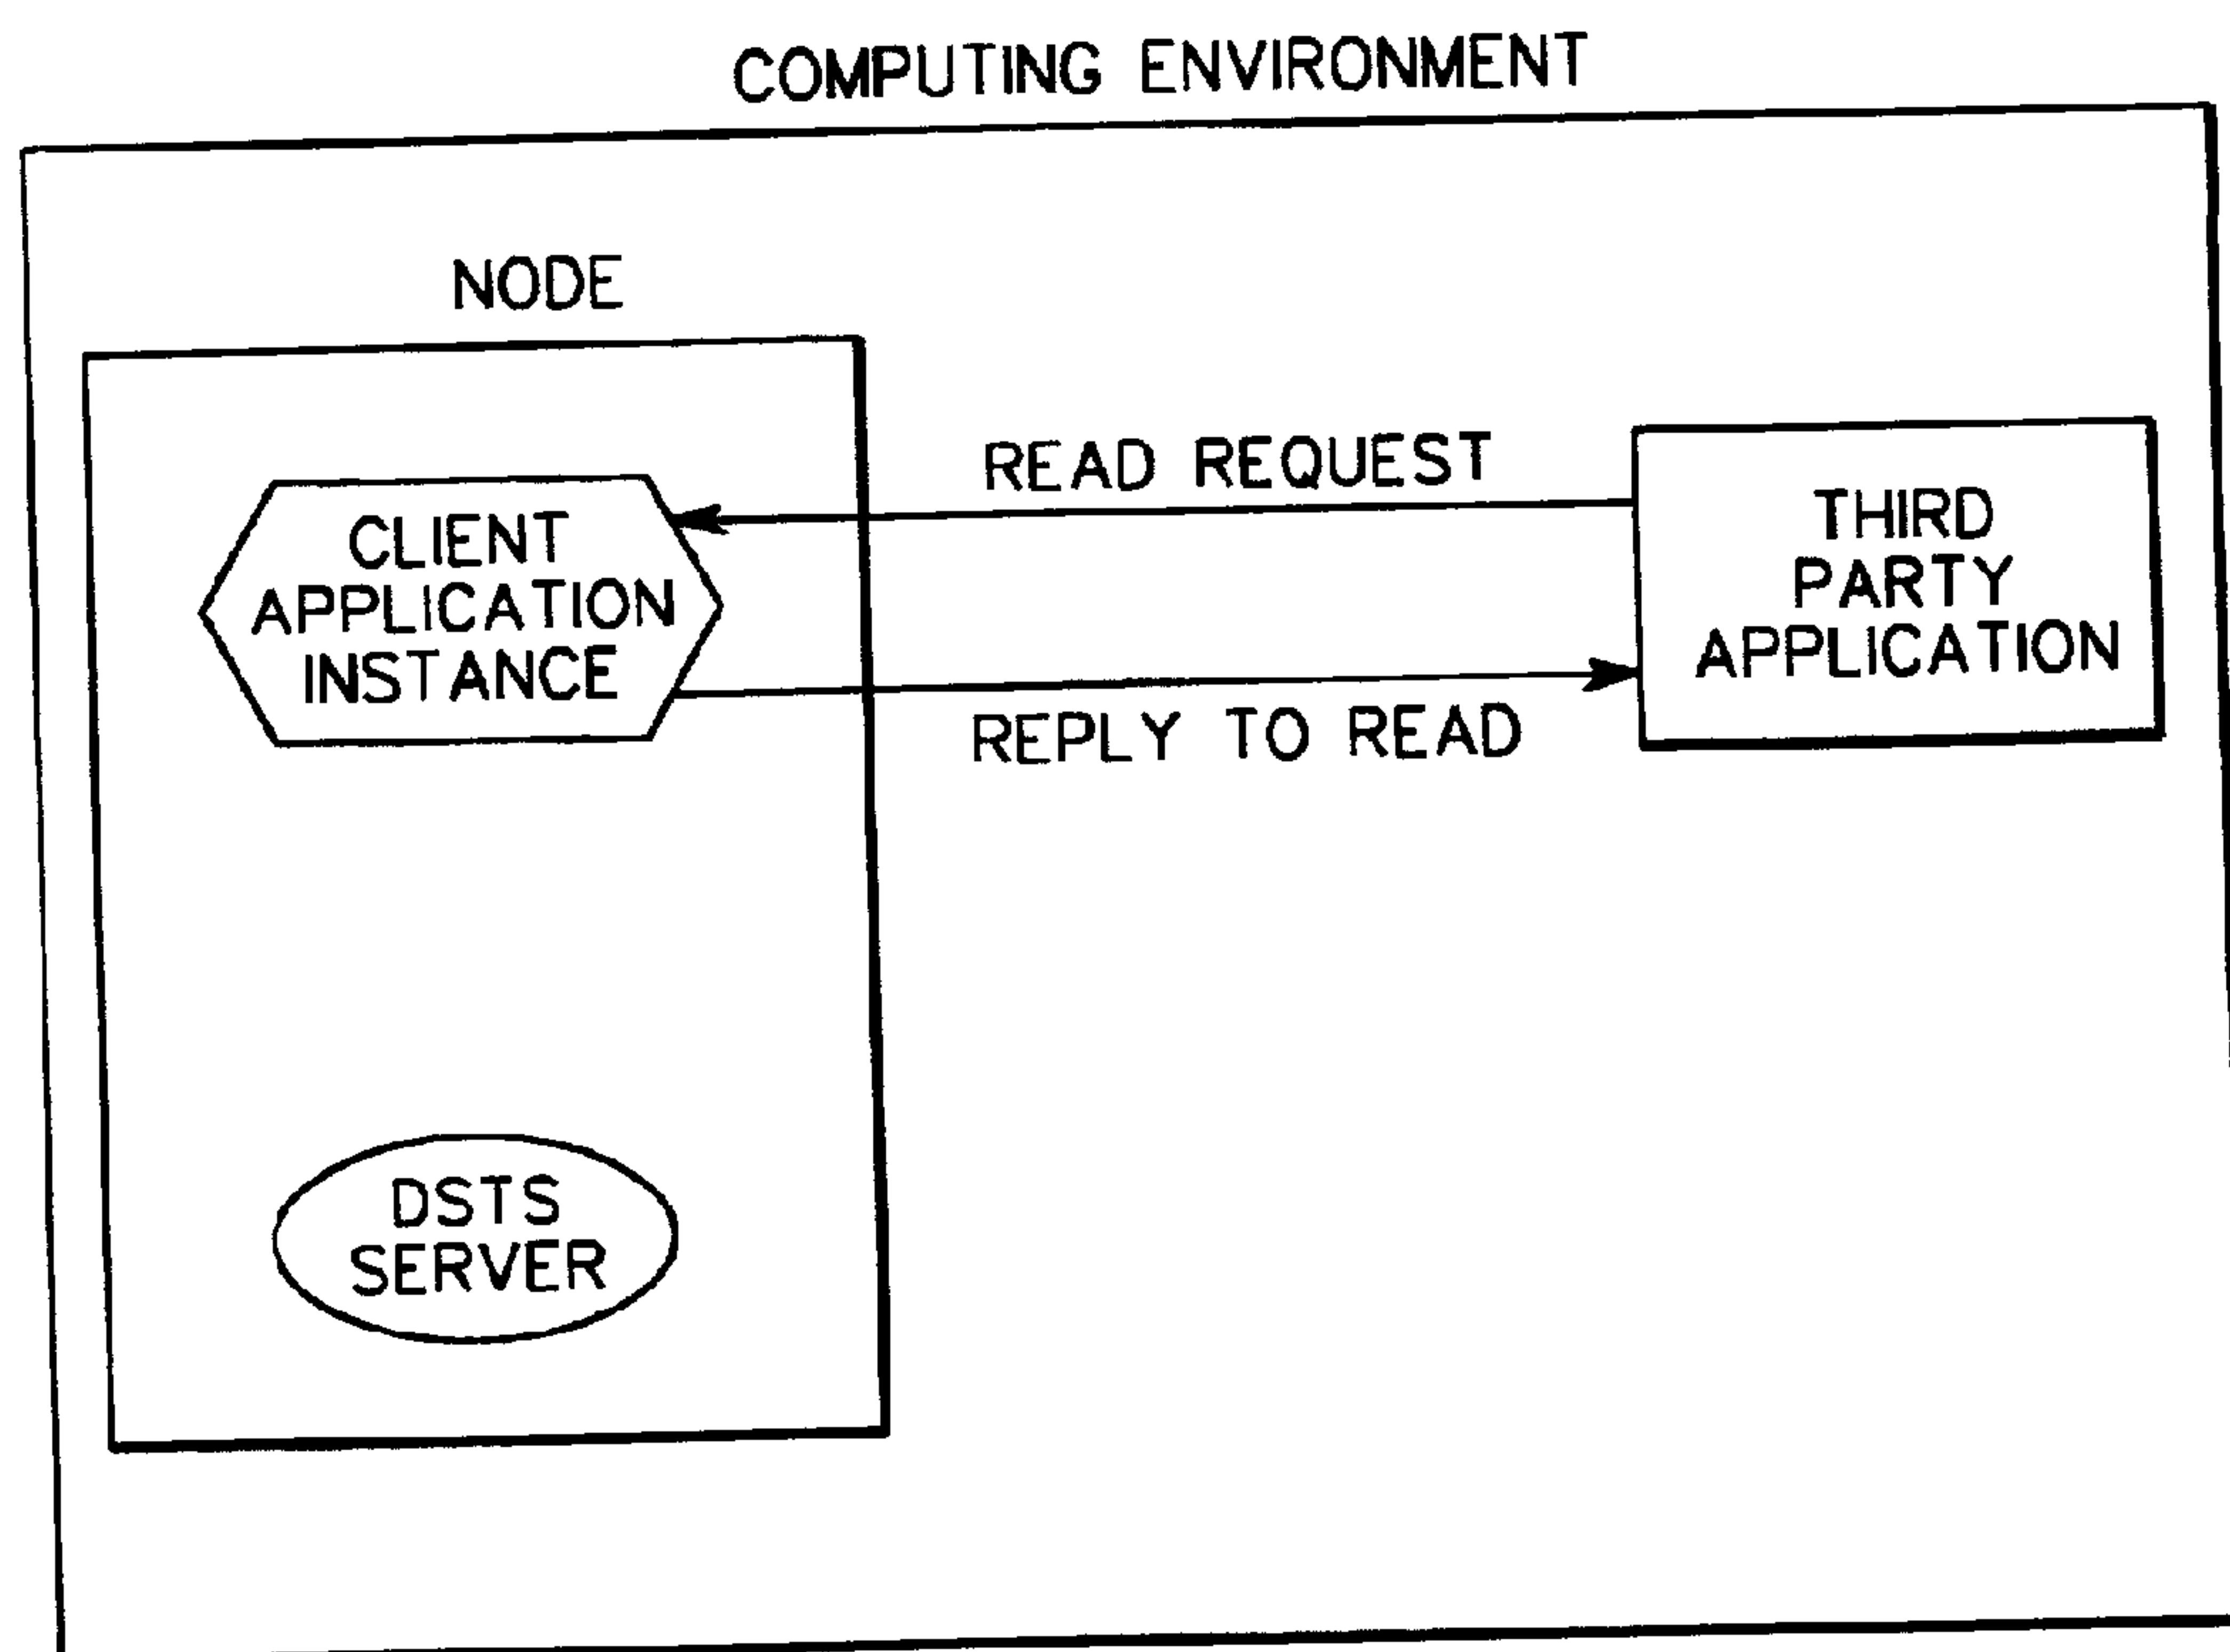 COMPUTING ENVIRONMENT
NODE
READ REQUEST
CLIENT
APPLICATION
INSTANCE
THIRD
PARTY
APPLICATION
REPLY TO READ
DSTS
SERVER